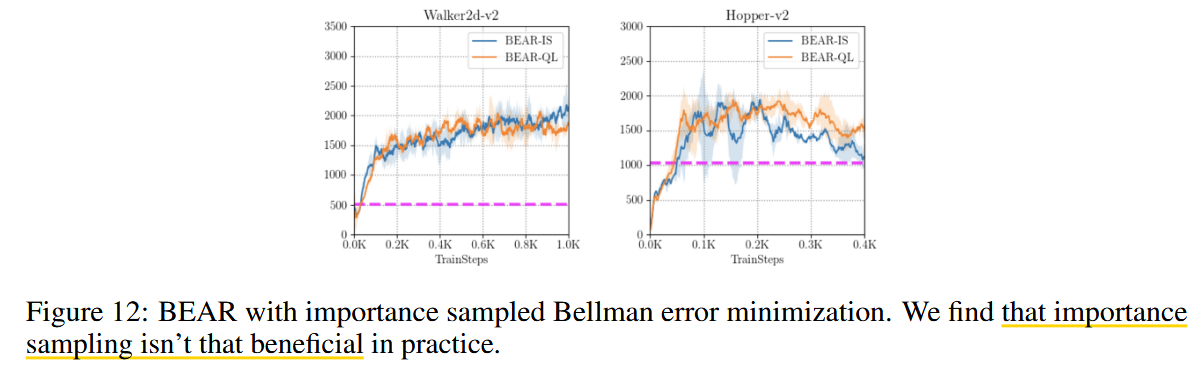 Walker2d-v2
3500
3000
2500
2000
1500
1000
500
0
0.0K 0.2K 0.4K 0.6K 0.8K 1.0K
TrainSteps
BEAR-IS
BEAR-QL
Hopper-v2
3000
2500
2000
1500
1000
500
0
0.0K 0.1K 0.2K 0.3K 0.4K
TrainSteps
BEAR-IS
BEAR-QL
Figure 12: BEAR with importance sampled Bellman error minimization. We find that importance
sampling isn't that beneficial in practice.